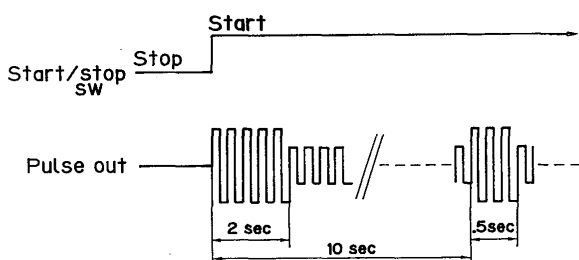 Start
Stop
Start/stop
SW
Pulse out
2 sec
.5sec
10 sec